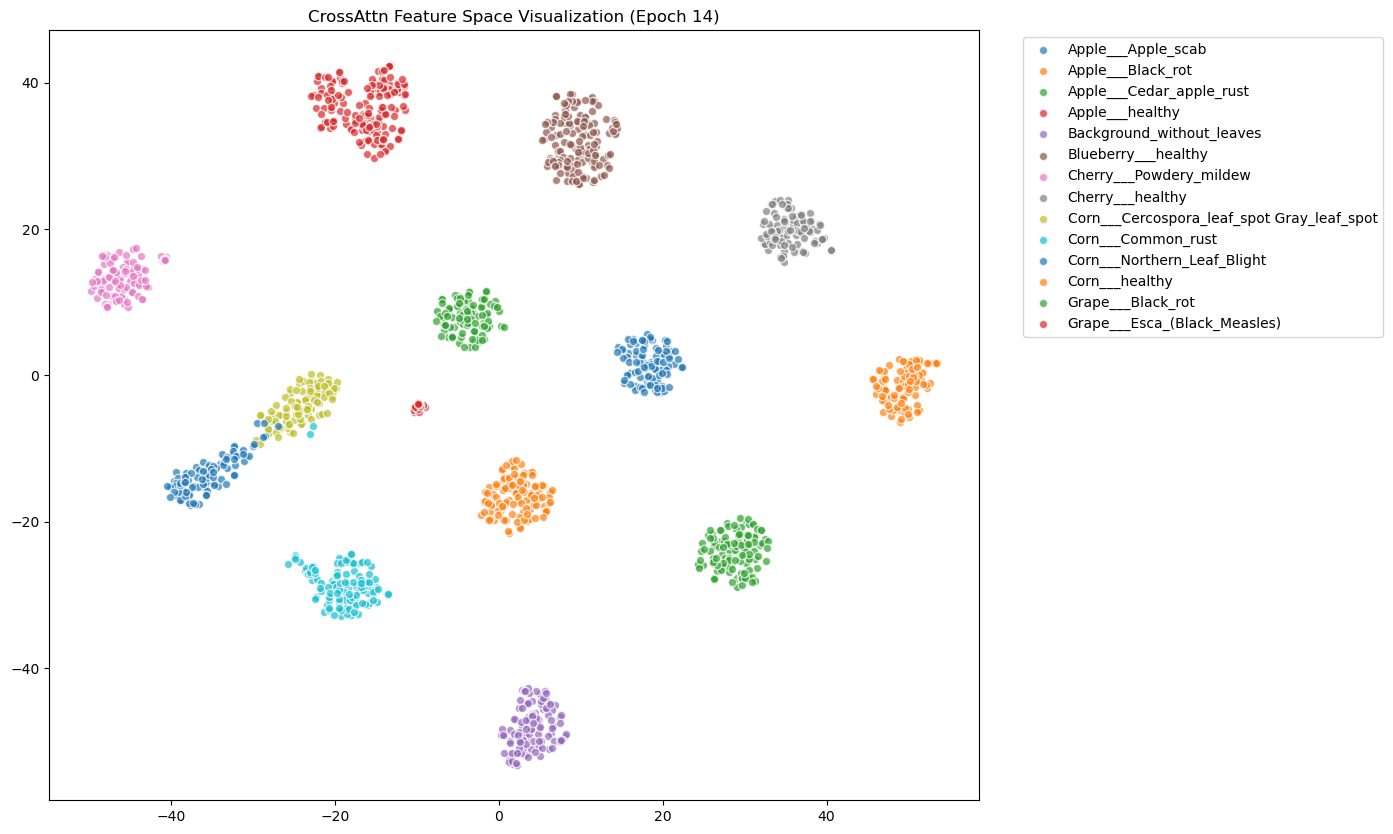 CrossAttn Feature Space Visualization (Epoch 14)
40
20
0
−20
−40
−40
−20
0
20
40
Apple___Apple_scab
Apple___Black_rot
Apple___Cedar_apple_rust
Apple___healthy
Background_without_leaves
Blueberry___healthy
Cherry___Powdery_mildew
Cherry___healthy
Corn___Cercospora_leaf_spot Gray_leaf_spot
Corn___Common_rust
Corn___Northern_Leaf_Blight
Corn___healthy
Grape___Black_rot
Grape___Esca_(Black_Measles)